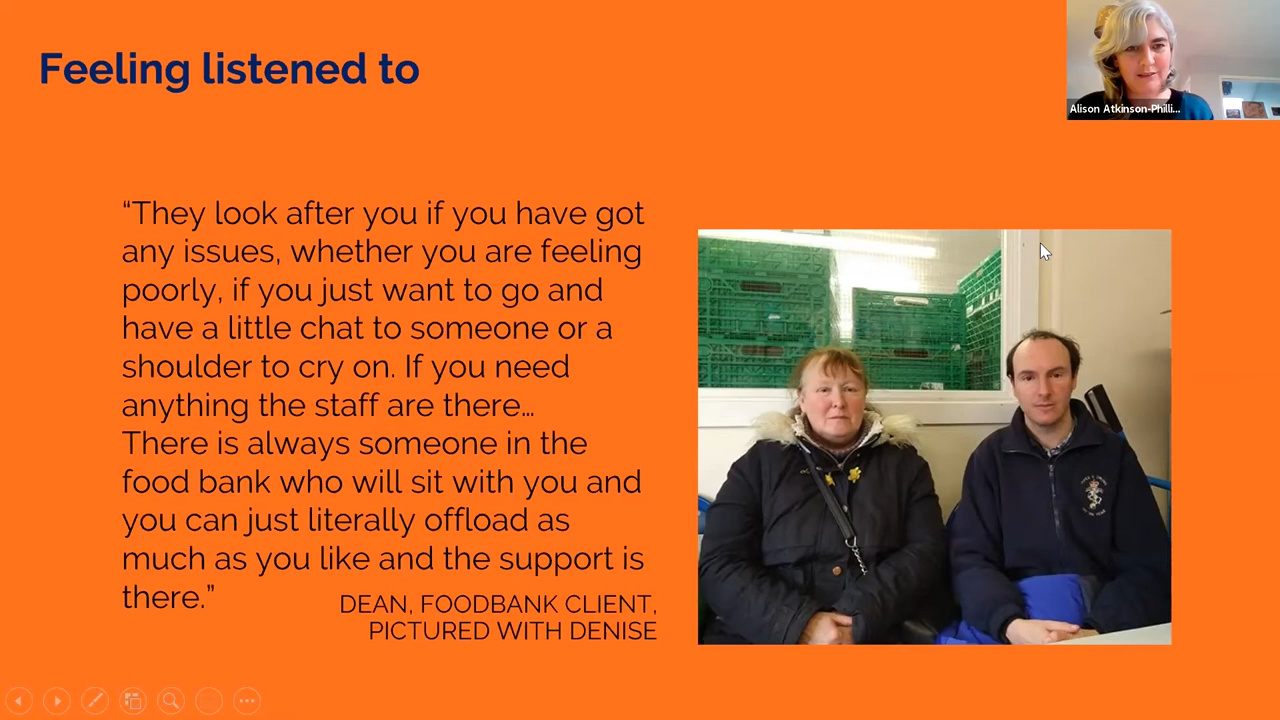 Feeling listened to
Alison Atkinson-Philli...
“They look after you if you have got
any issues, whether you are feeling
poorly, if you just want to go and
have a little chat to someone or a
shoulder to cry on. If you need
anything the staff are there…
There is always someone in the
food bank who will sit with you and
you can just literally offload as
much as you like and the support is
there.”
DEAN, FOODBANK CLIENT,
PICTURED WITH DENISE